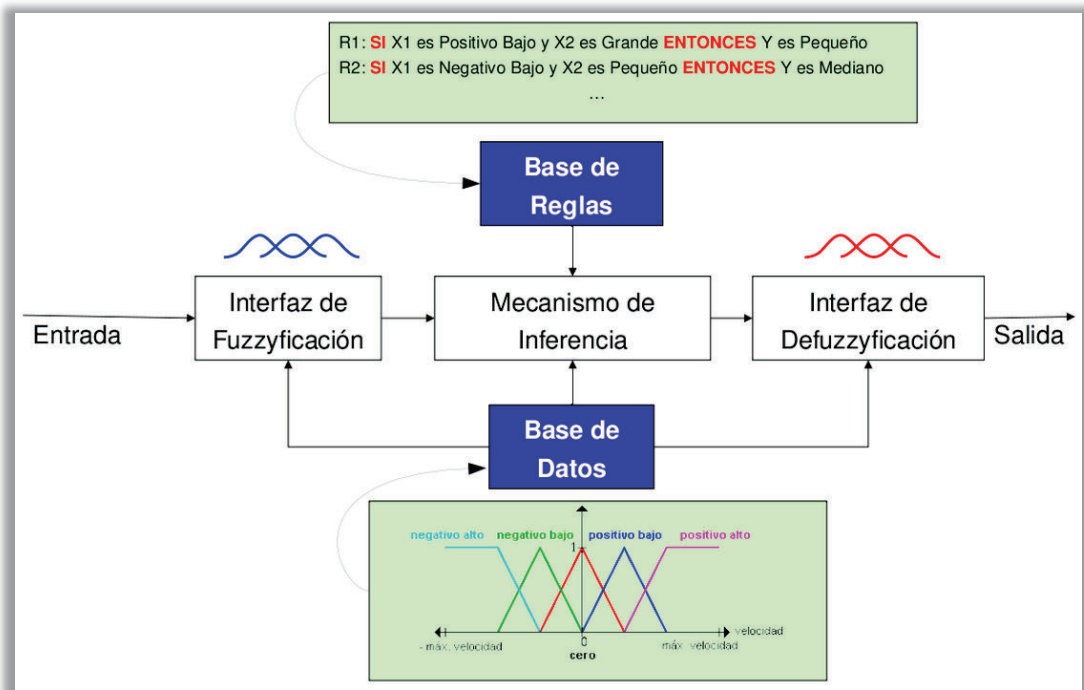 R1: SI X1 es Positivo Bajo y X2 es Grande ENTONCES Y es Pequeño
R2: SI X1 es Negativo Bajo y X2 es Pequeño ENTONCES Y es Mediano
...
Base de
Reglas
Interfaz de
Fuzzyficación
Mecanismo de
Inferencia
Interfaz de
Defuzzyficación
Entrada
Salida
Base de
Datos
negativo alto negativo bajo positivo bajo positivo alto
1
velocidad
- máx. velocidad 0 máx. velocidad
cero